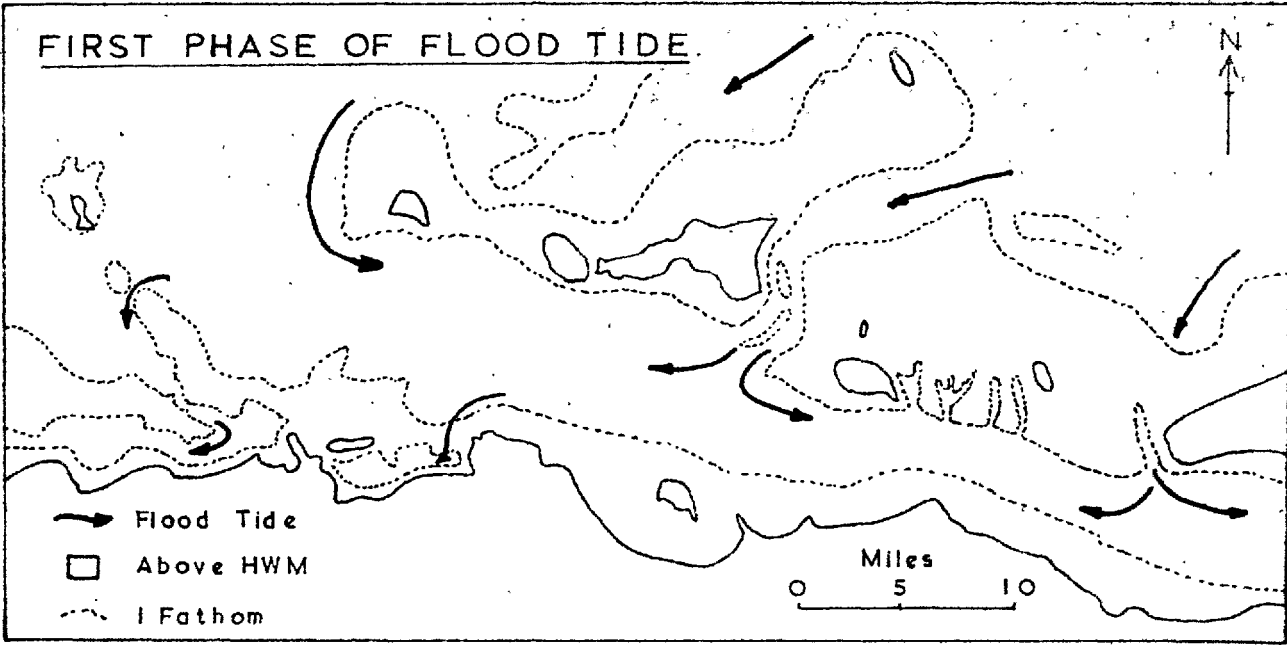 FIRST PHASE OF FLOOD TIDE.
N
Flood Tide
Above HWM
1 Fathom
Miles
0 5 10